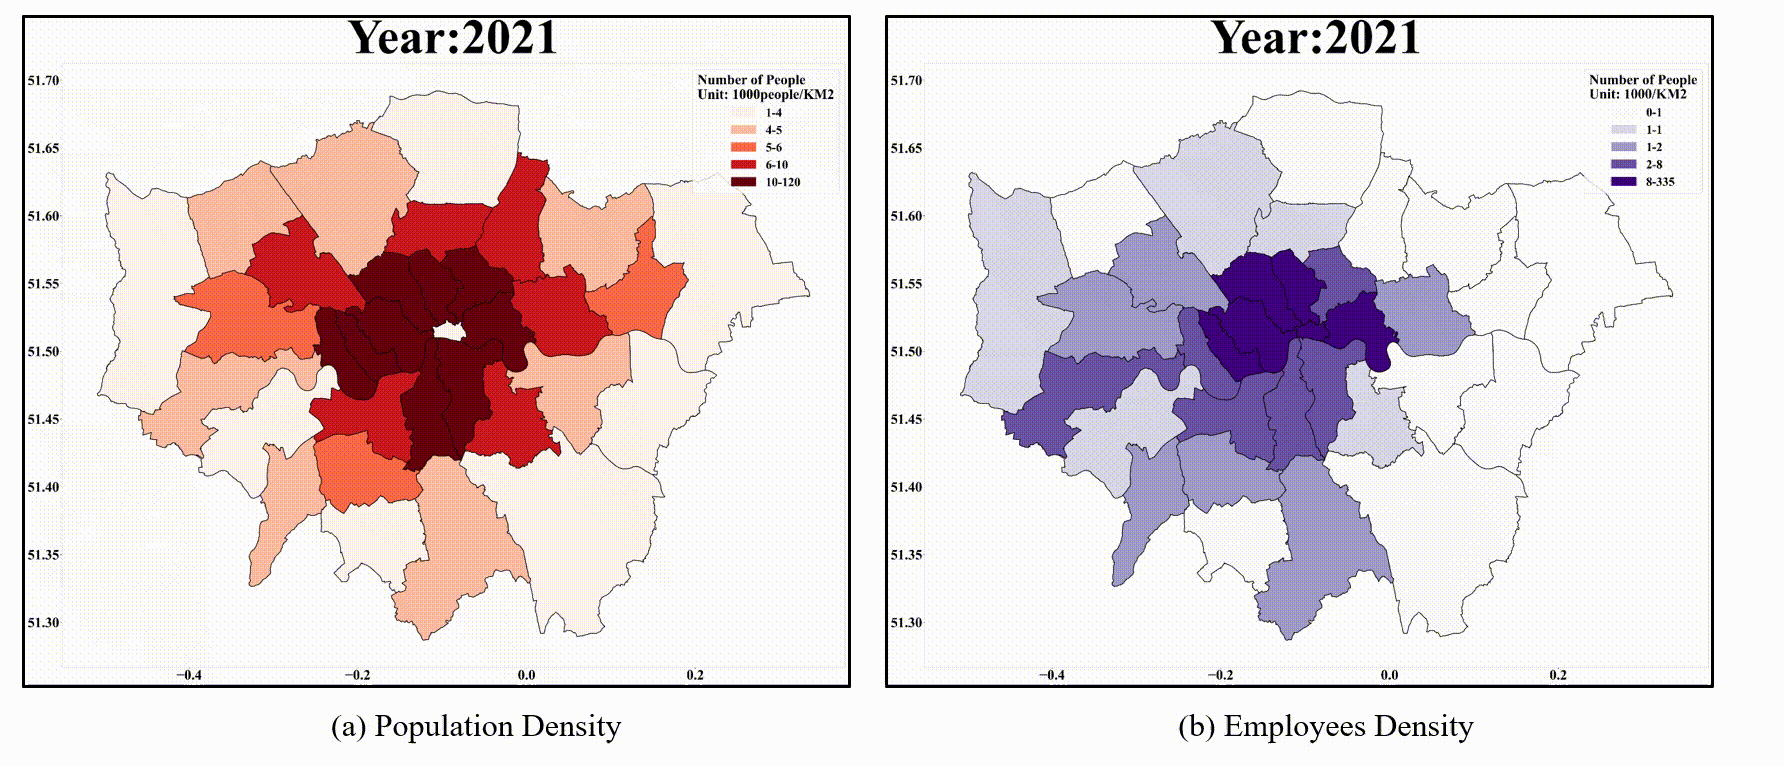 Year:2021
Number of People
Unit: 1000people/KM2
1-4
4-5
5-6
6-10
10-120
51.70
51.65
51.60
51.55
51.50
51.45
51.40
51.35
51.30
−0.4 −0.2 0.0 0.2
(a) Population Density
Year:2021
Number of People
Unit: 1000/KM2
0-1
1-1
1-2
2-8
8-335
51.70
51.65
51.60
51.55
51.50
51.45
51.40
51.35
51.30
−0.4 −0.2 0.0 0.2
(b) Employees Density